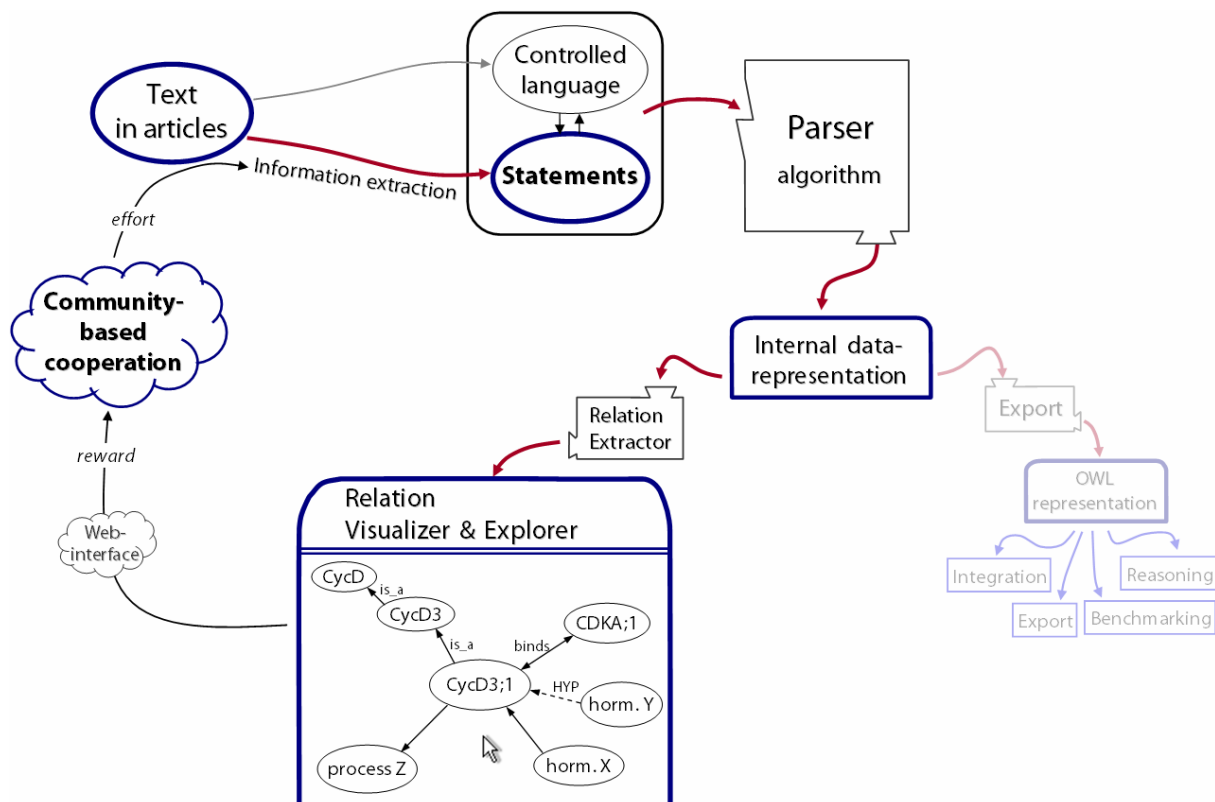 Controlled
language
Text
in articles
Parser
algorithm
Information extraction
Statements
effort
Community-
based
cooperation
Internal data-
representation
Relation
Extractor
Export
reward
OWL
representation
Relation
Visualizer & Explorer
Web-
interface
Integration
Reasoning
Export
Benchmarking
CycD
is_a
CycD3
is_a
binds
CDKA;1
CycD3;1
HYP
horm. Y
process Z
horm. X